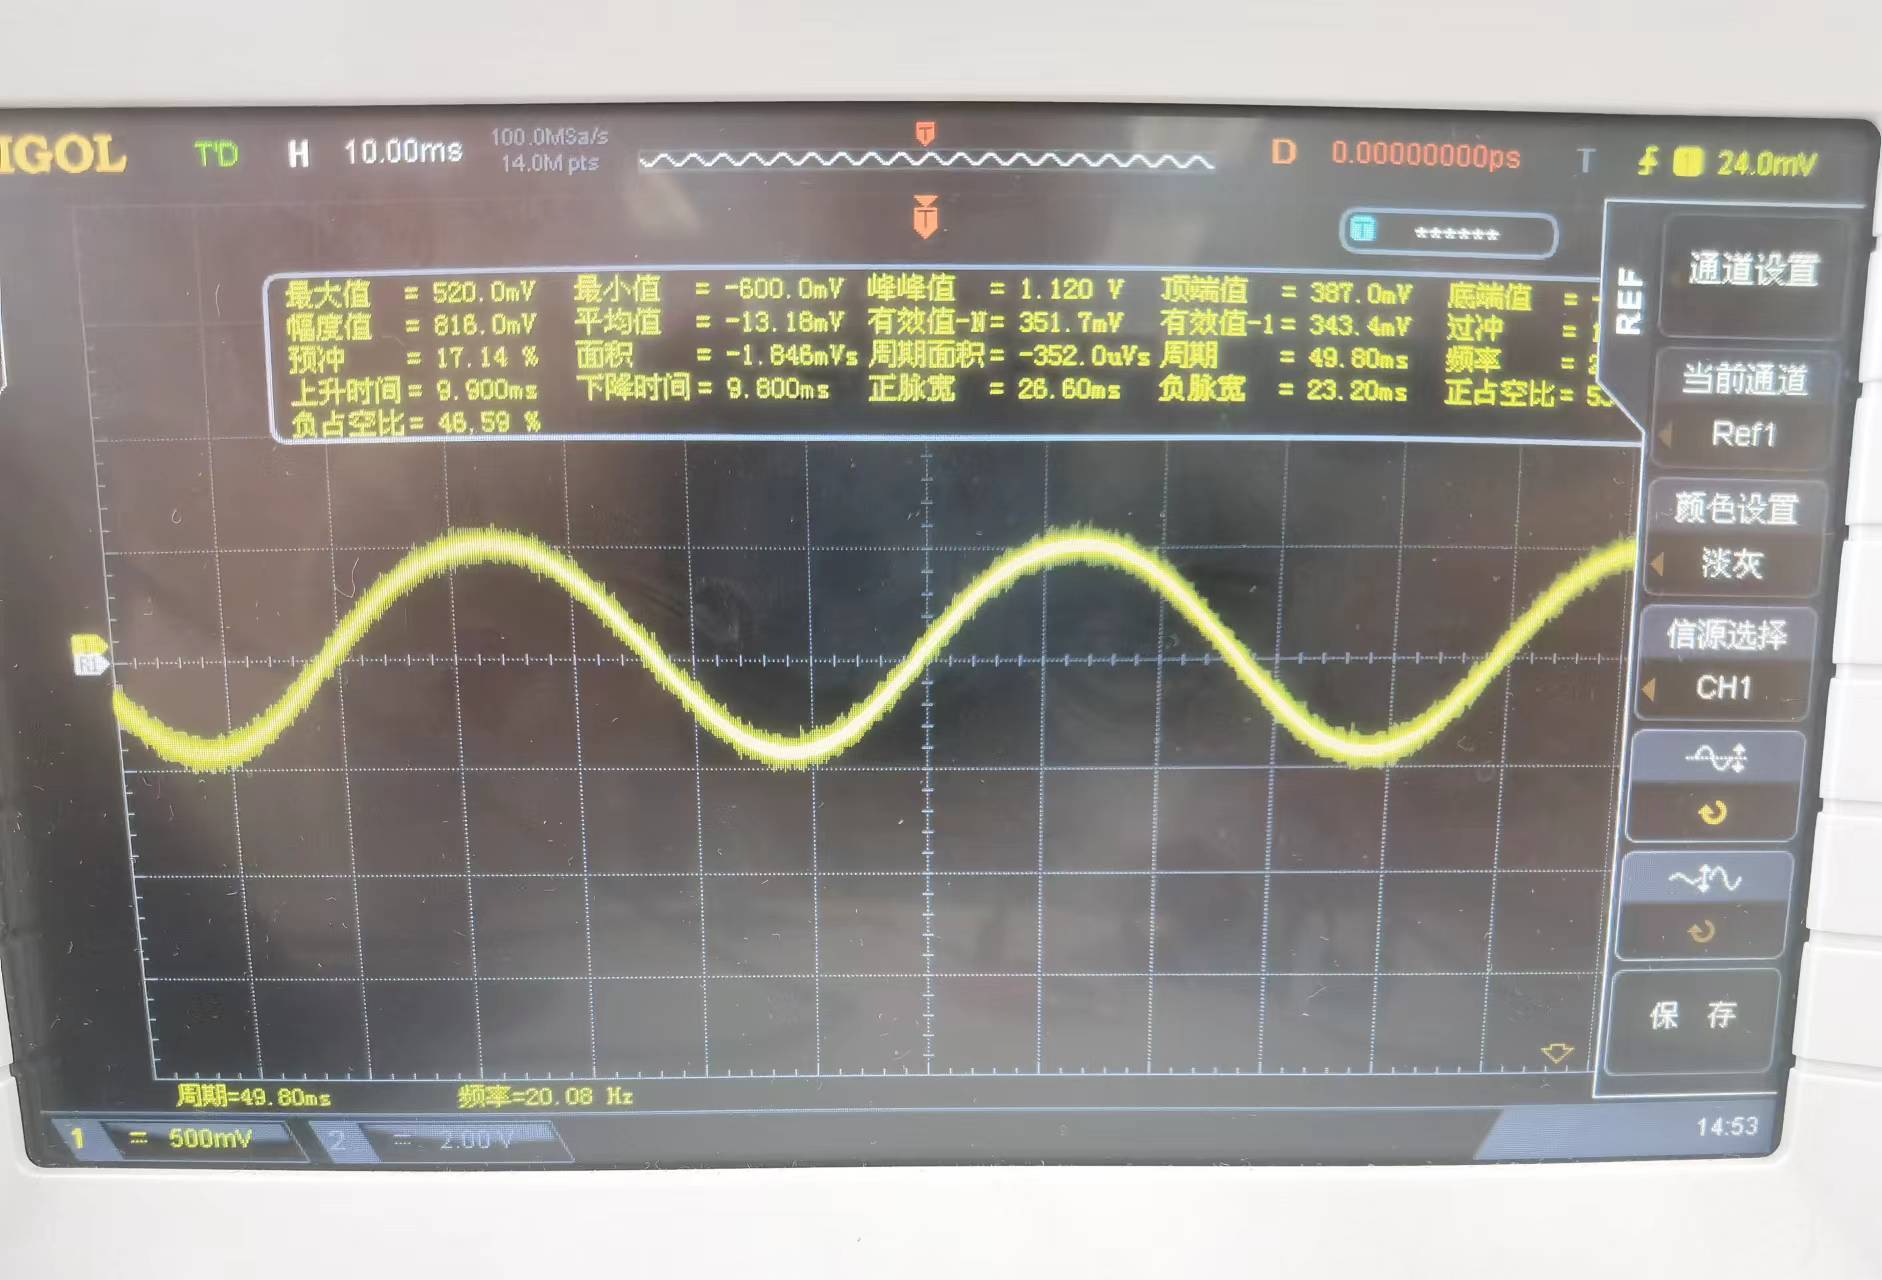 IGOL T'D H 10.00ms 100.0MSa/s D 0.00000000ps T 1 24.0mV
14.0M pts
T
T
******
最大值 = 520.0mV 最小值 = -600.0mV 峰峰值 = 1.120 V 顶端值 = 387.0mV 底端值 = -
幅度值 = 816.0mV 平均值 = -13.18mV 有效值-N= 351.7mV 有效值-1= 343.4mV 过冲 =
预冲 = 17.14 % 面积 = -1.846mVs 周期面积= -352.0uVs 周期 = 49.80ms 频率 = 2
上升时间= 9.900ms 下降时间= 9.800ms 正脉宽 = 26.60ms 负脉宽 = 23.20ms 正占空比= 53
负占空比= 46.59 %
REF
通道设置
当前通道
Ref1
颜色设置
淡灰
信源选择
CH1
保 存
R1
周期=49.80ms 频率=20.08 Hz
1 = 500mV 2 = 2.00 V
14:53